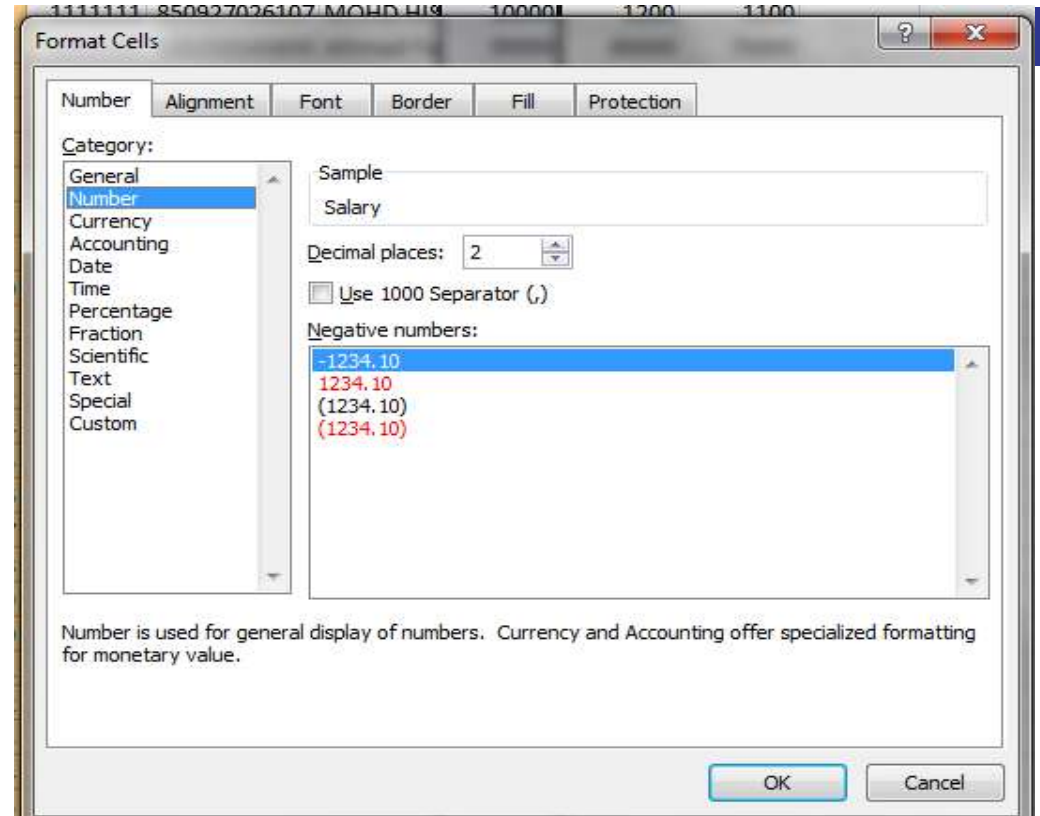 1111111 850927026107 MOHD HIS 10000 1200 1100
Format Cells
Number Alignment Font Border Fill Protection
Category:
General
Number
Currency
Accounting
Date
Time
Percentage
Fraction
Scientific
Text
Special
Custom
Sample
Salary
Decimal places: 2
Use 1000 Separator (,)
Negative numbers:
-1234.10
1234.10
(1234.10)
(1234.10)
Number is used for general display of numbers. Currency and Accounting offer specialized formatting
for monetary value.
OK Cancel